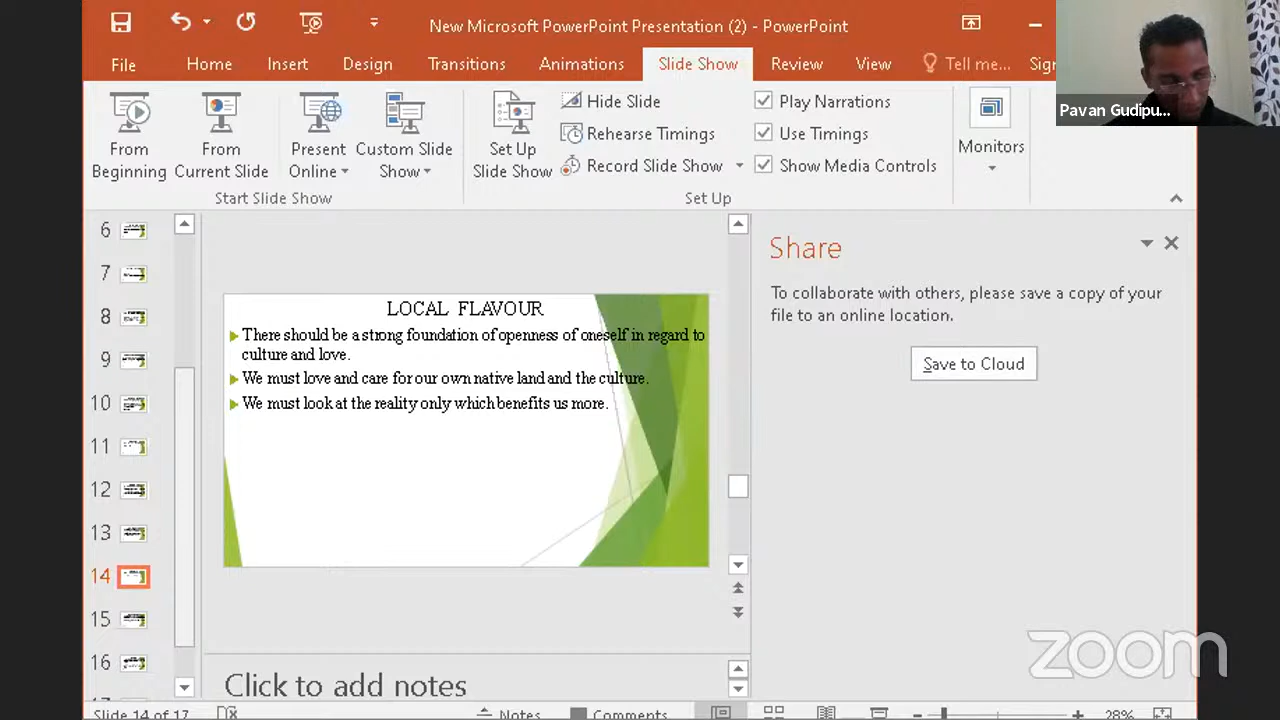 New Microsoft PowerPoint Presentation (2) - PowerPoint
File Home Insert Design Transitions Animations Slide Show Review View Tell me... Sign
Pavan Gudipu...
From Beginning
From Current Slide
Present Online
Custom Slide Show
Set Up Slide Show
Hide Slide
Rehearse Timings
Record Slide Show
Play Narrations
Use Timings
Show Media Controls
Monitors
Start Slide Show
Set Up
6
7
8
9
10
11
12
13
14
15
16
LOCAL FLAVOUR
There should be a strong foundation of openness of oneself in regard to
culture and love.
We must love and care for our own native land and the culture.
We must look at the reality only which benefits us more.
Share
To collaborate with others, please save a copy of your
file to an online location.
Save to Cloud
Click to add notes
zoom
Slide 14 of 17
Notes
Comments
28%